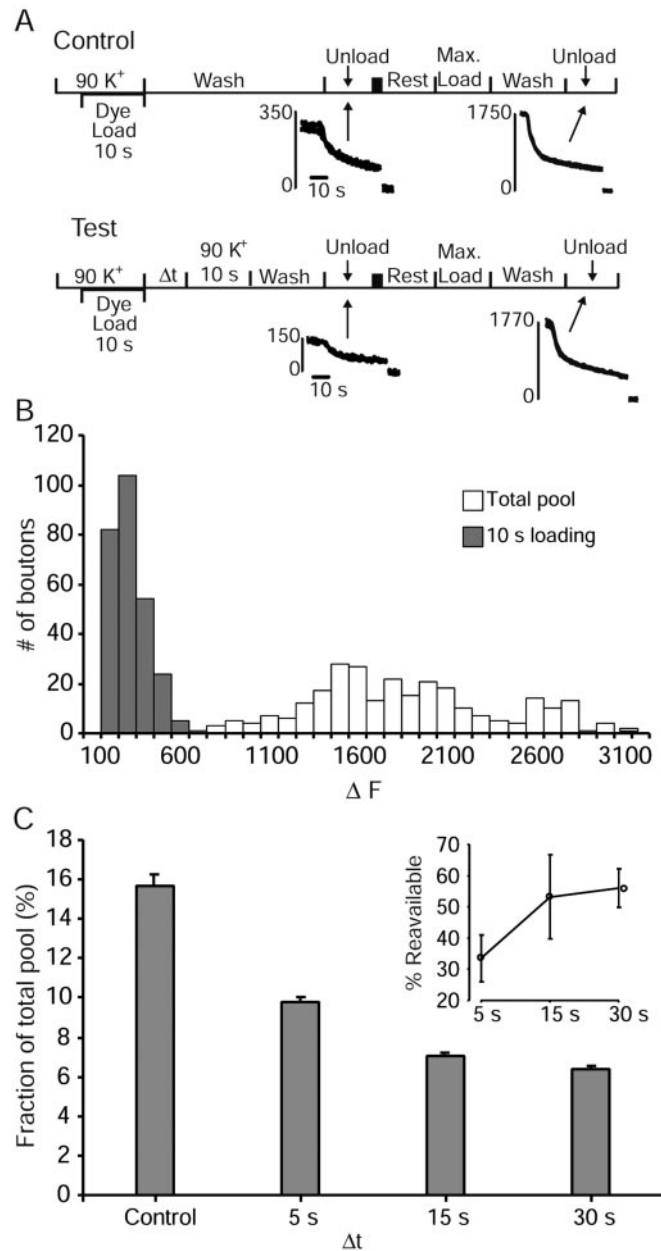 A
Control
Unload Max. Unload
90 K⁺ Wash Rest Load Wash
Dye
Load
10 s
350
0
10 s
1750
0
Test
90 K⁺
90 K⁺ Δt 10 s Wash Unload Rest Max. Load Wash Unload
Dye
Load
10 s
150
0
10 s
1770
0
B
120
100
80
60
40
20
0
# of boutons
Total pool
10 s loading
100 600 1100 1600 2100 2600 3100
Δ F
C
18
16
14
12
10
8
6
4
2
0
Fraction of total pool (%)
70
60
50
40
30
20
% Reavailable
5 s 15 s 30 s
Control 5 s 15 s 30 s
Δt